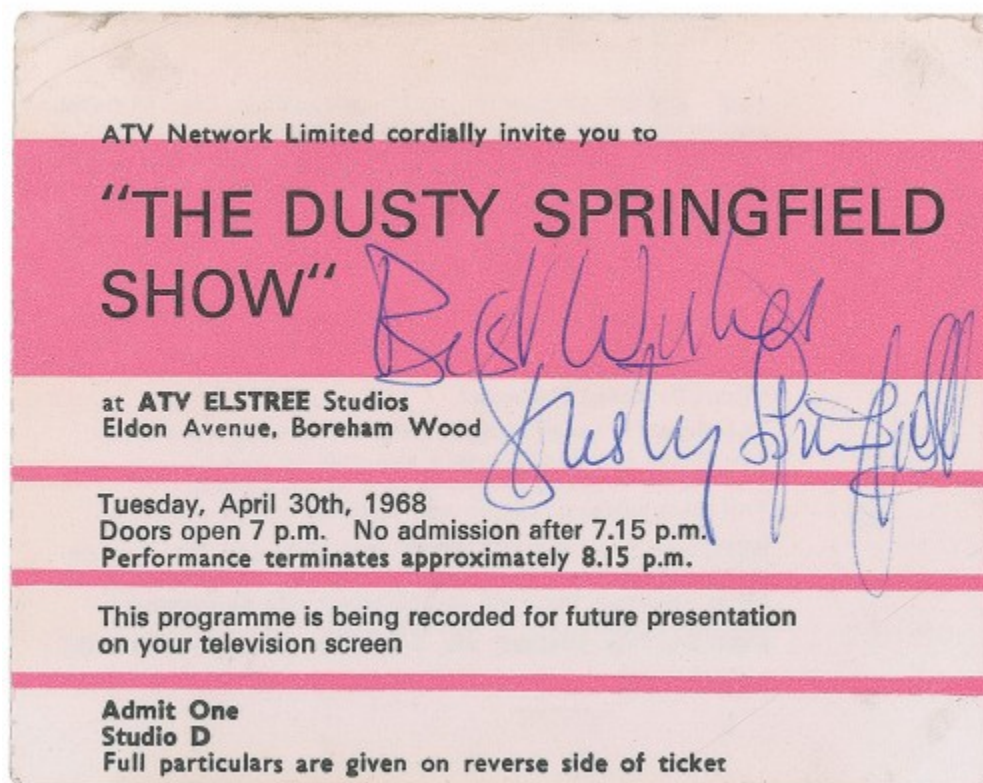 ATV Network Limited cordially invite you to
“THE DUSTY SPRINGFIELD
SHOW“
Best Wishes
Dusty Springfield
at ATV ELSTREE Studios
Eldon Avenue, Boreham Wood
Tuesday, April 30th, 1968
Doors open 7 p.m. No admission after 7.15 p.m.
Performance terminates approximately 8.15 p.m.
This programme is being recorded for future presentation
on your television screen
Admit One
Studio D
Full particulars are given on reverse side of ticket